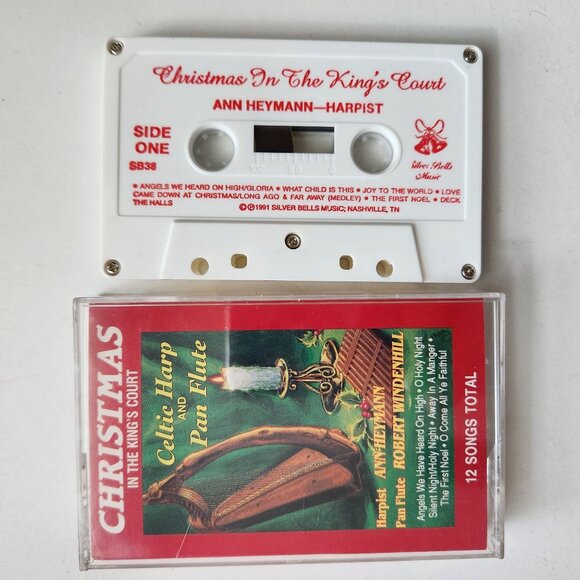 Christmas In The King's Court
ANN HEYMANN—HARPIST
SIDE
ONE
SB38
Silver Bells
Music
• ANGELS WE HEARD ON HIGH/GLORIA • WHAT CHILD IS THIS • JOY TO THE WORLD • LOVE
CAME DOWN AT CHRISTMAS/LONG AGO & FAR AWAY (MEDLEY) • THE FIRST NOEL • DECK
THE HALLS
©℗1991 SILVER BELLS MUSIC; NASHVILLE, TN
100 50 0
CHRISTMAS
IN THE KING'S COURT
Celtic Harp
AND
Pan Flute
Harpist ANN HEYMANN
Pan Flute ROBERT WINDENHILL
Angels We Have Heard On High • O Holy Night
Silent Night/Holy Night • Away In A Manger •
The First Noel • O Come All Ye Faithful
12 SONGS TOTAL